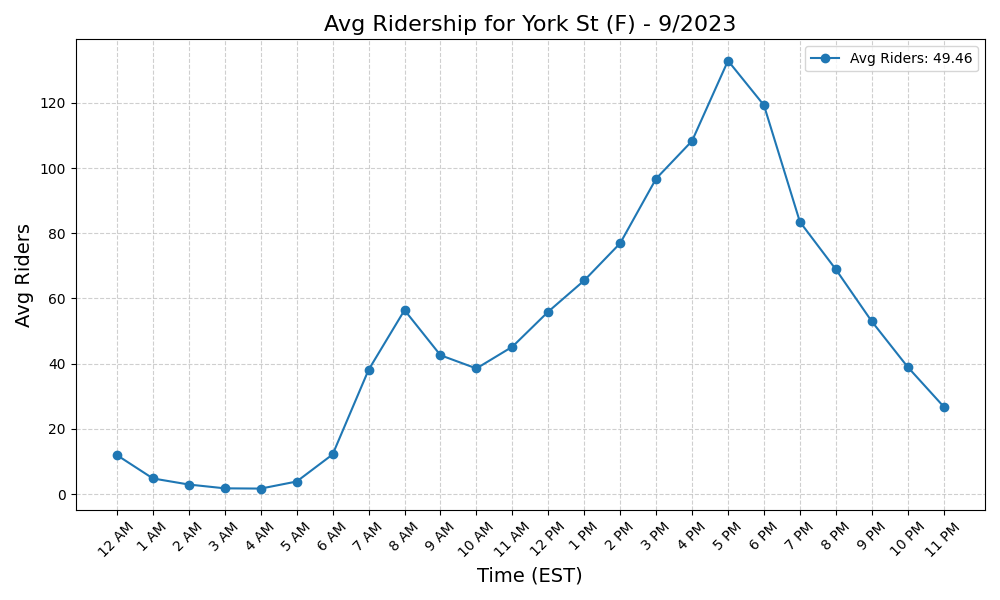 Avg Ridership for York St (F) - 9/2023
Avg Riders: 49.46
Avg Riders
120
100
80
60
40
20
0
12 AM
1 AM
2 AM
3 AM
4 AM
5 AM
6 AM
7 AM
8 AM
9 AM
10 AM
11 AM
12 PM
1 PM
2 PM
3 PM
4 PM
5 PM
6 PM
7 PM
8 PM
9 PM
10 PM
11 PM
Time (EST)